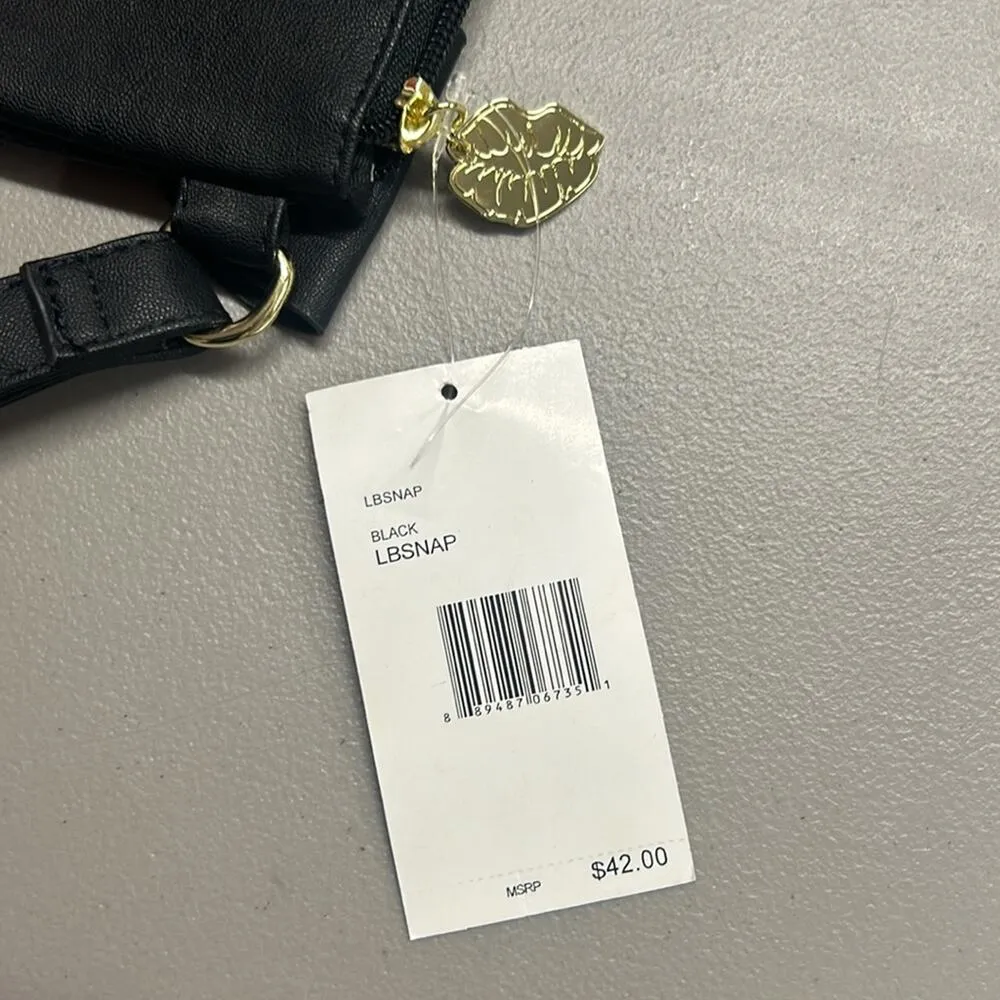 LBSNAP
BLACK
LBSNAP
8 89487 06735 1
MSRP $42.00